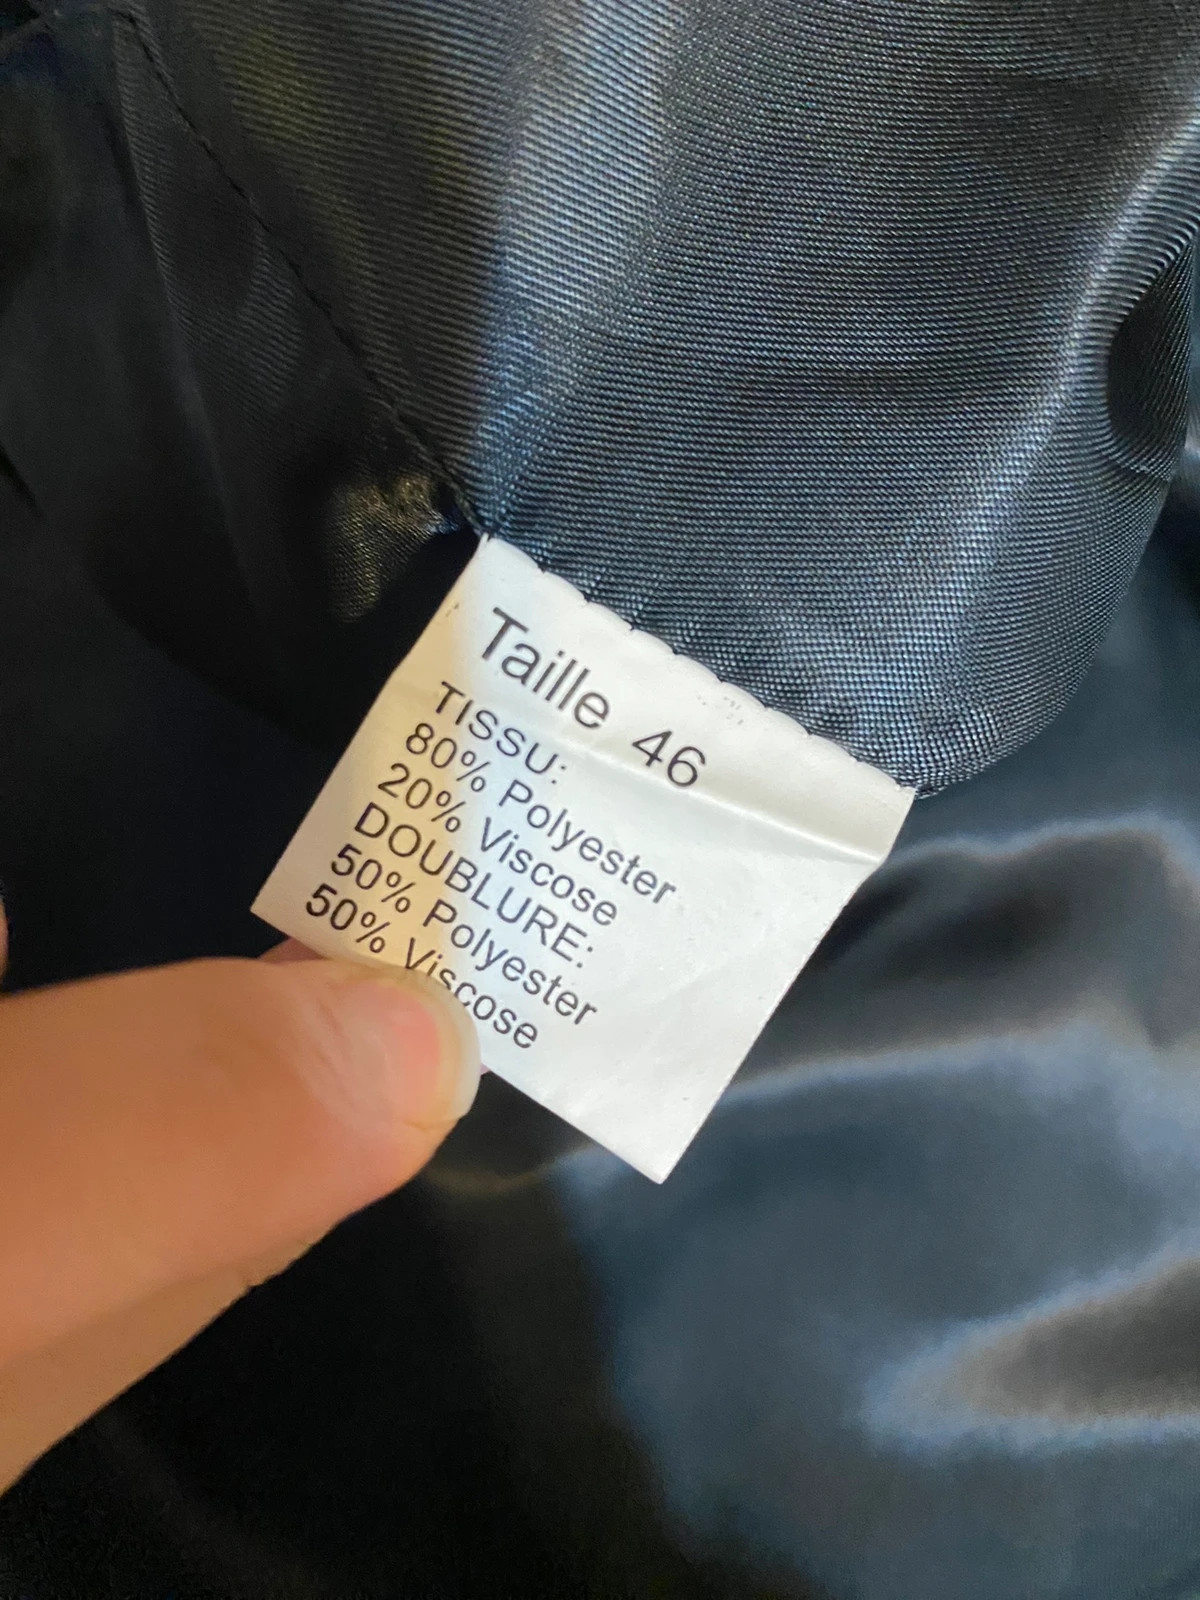 Taille 46
TISSU:
80% Polyester
20% Viscose
DOUBLURE:
50% Polyester
50% Viscose